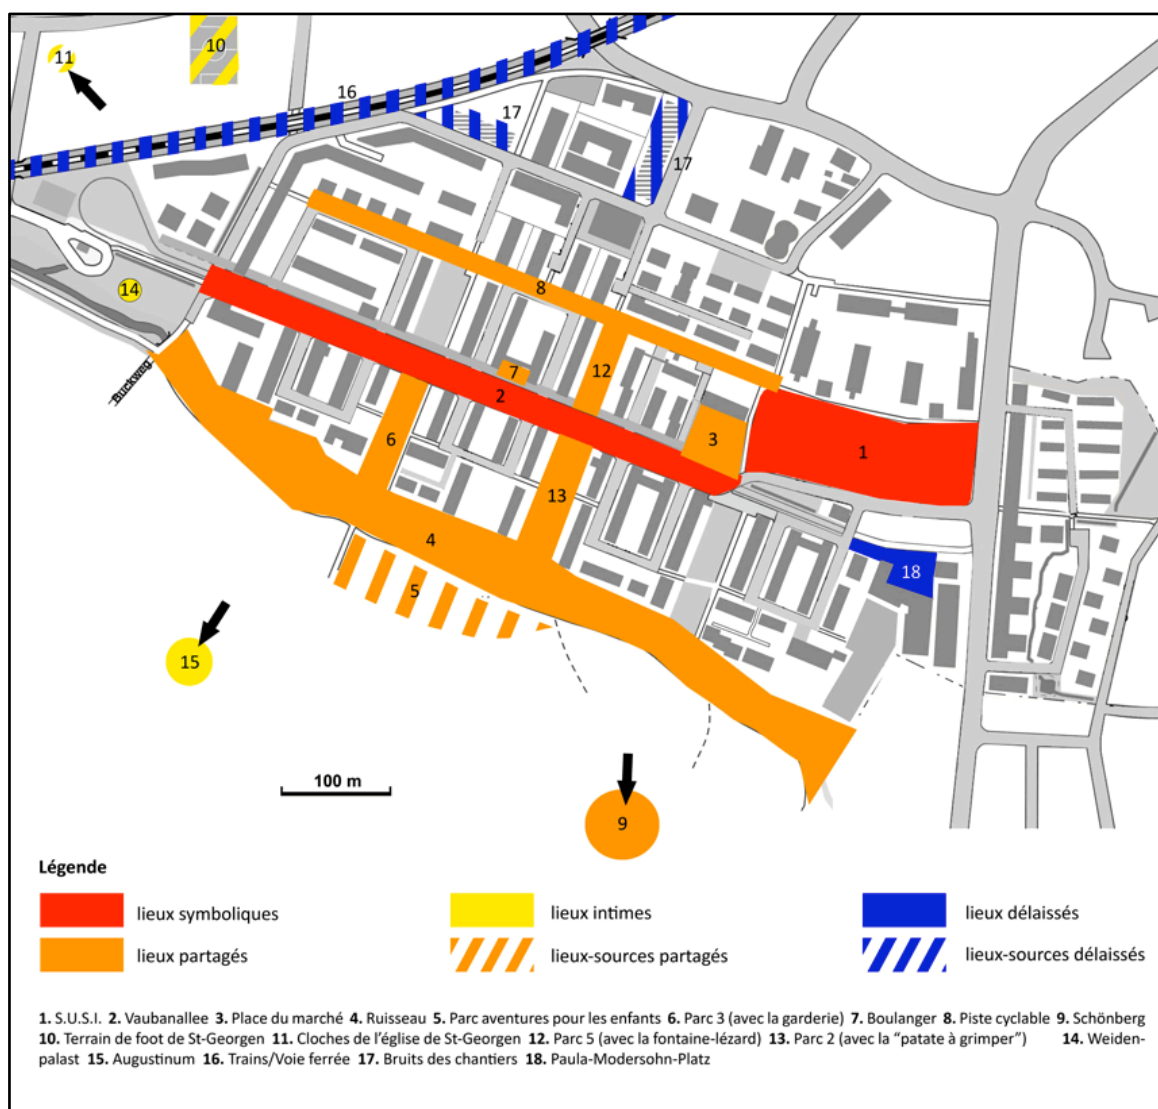 11
10
16
17
17
14
8
7
12
2
Buckweg
6
3
1
13
4
18
5
15
100 m
9
Légende
lieux symboliques
lieux intimes
lieux délaissés
lieux partagés
lieux-sources partagés
lieux-sources délaissés
1. S.U.S.I. 2. Vaubanallee 3. Place du marché 4. Ruisseau 5. Parc aventures pour les enfants 6. Parc 3 (avec la garderie) 7. Boulanger 8. Piste cyclable 9. Schönberg
10. Terrain de foot de St-Georgen 11. Cloches de l'église de St-Georgen 12. Parc 5 (avec la fontaine-lézard) 13. Parc 2 (avec la "patate à grimper") 14. Weiden-
palast 15. Augustinum 16. Trains/Voie ferrée 17. Bruits des chantiers 18. Paula-Modersohn-Platz